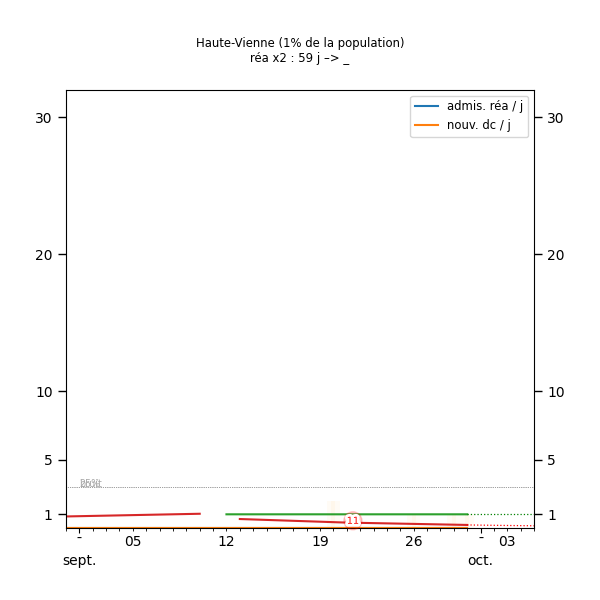 Haute-Vienne (1% de la population)
réa x2 : 59 j –> _
admis. réa / j
nouv. dc / j
30 30
20 20
10 10
5 5
1 11 1
- 05 12 19 26 - 03
sept. oct.